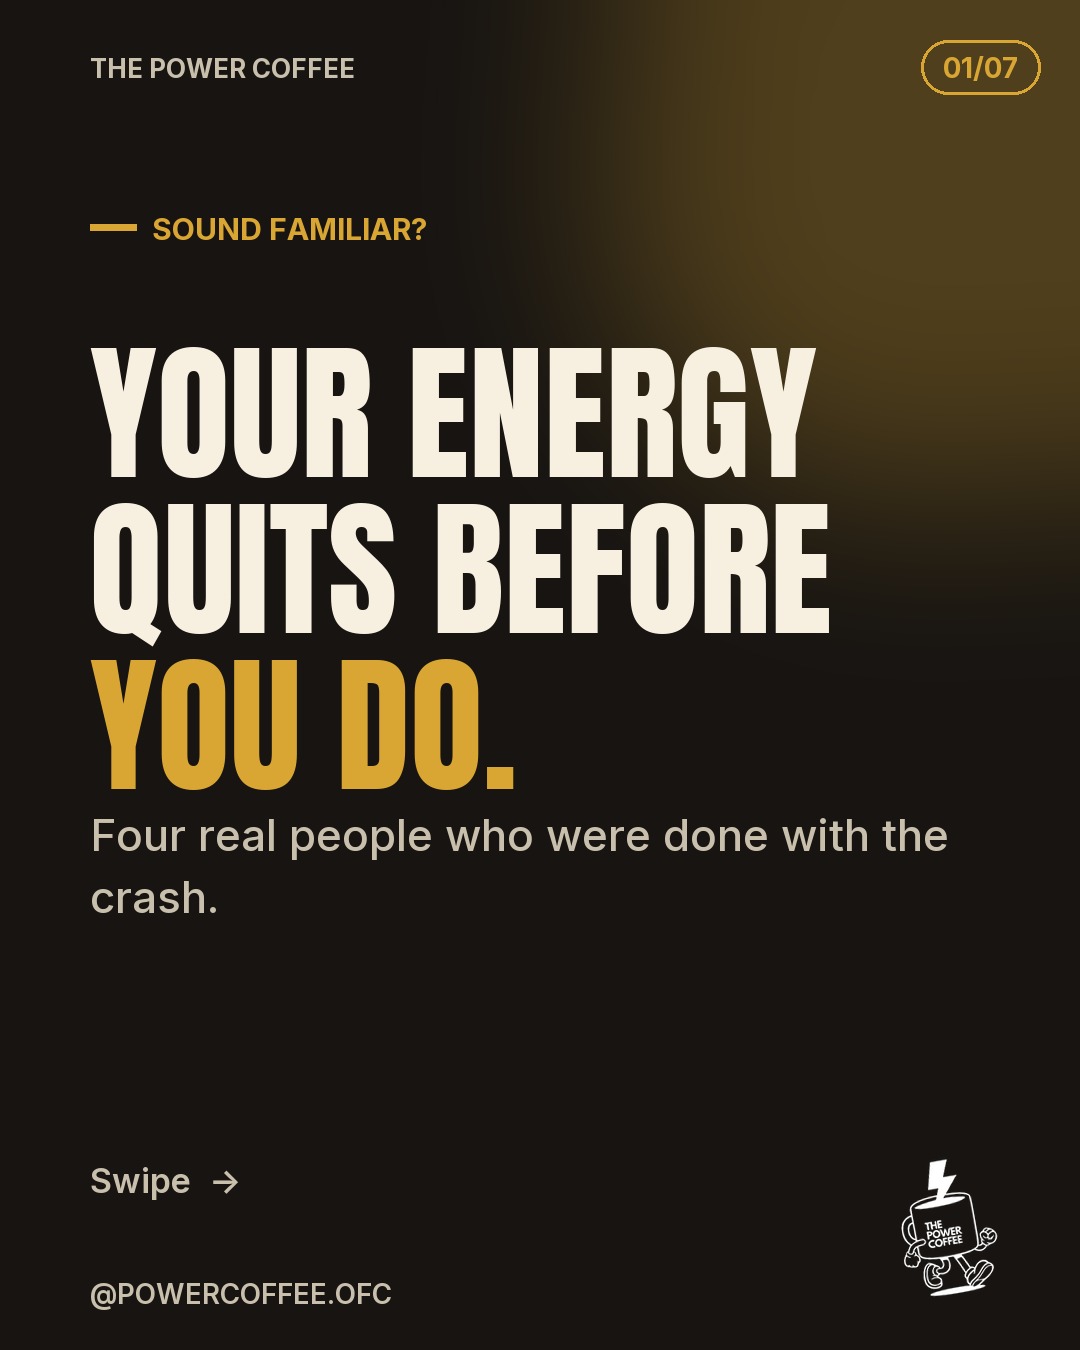 THE POWER COFFEE
01/07
SOUND FAMILIAR?
YOUR ENERGY
QUITS BEFORE
YOU DO.
Four real people who were done with the
crash.
Swipe →
THE
POWER
COFFEE
@POWERCOFFEE.OFC